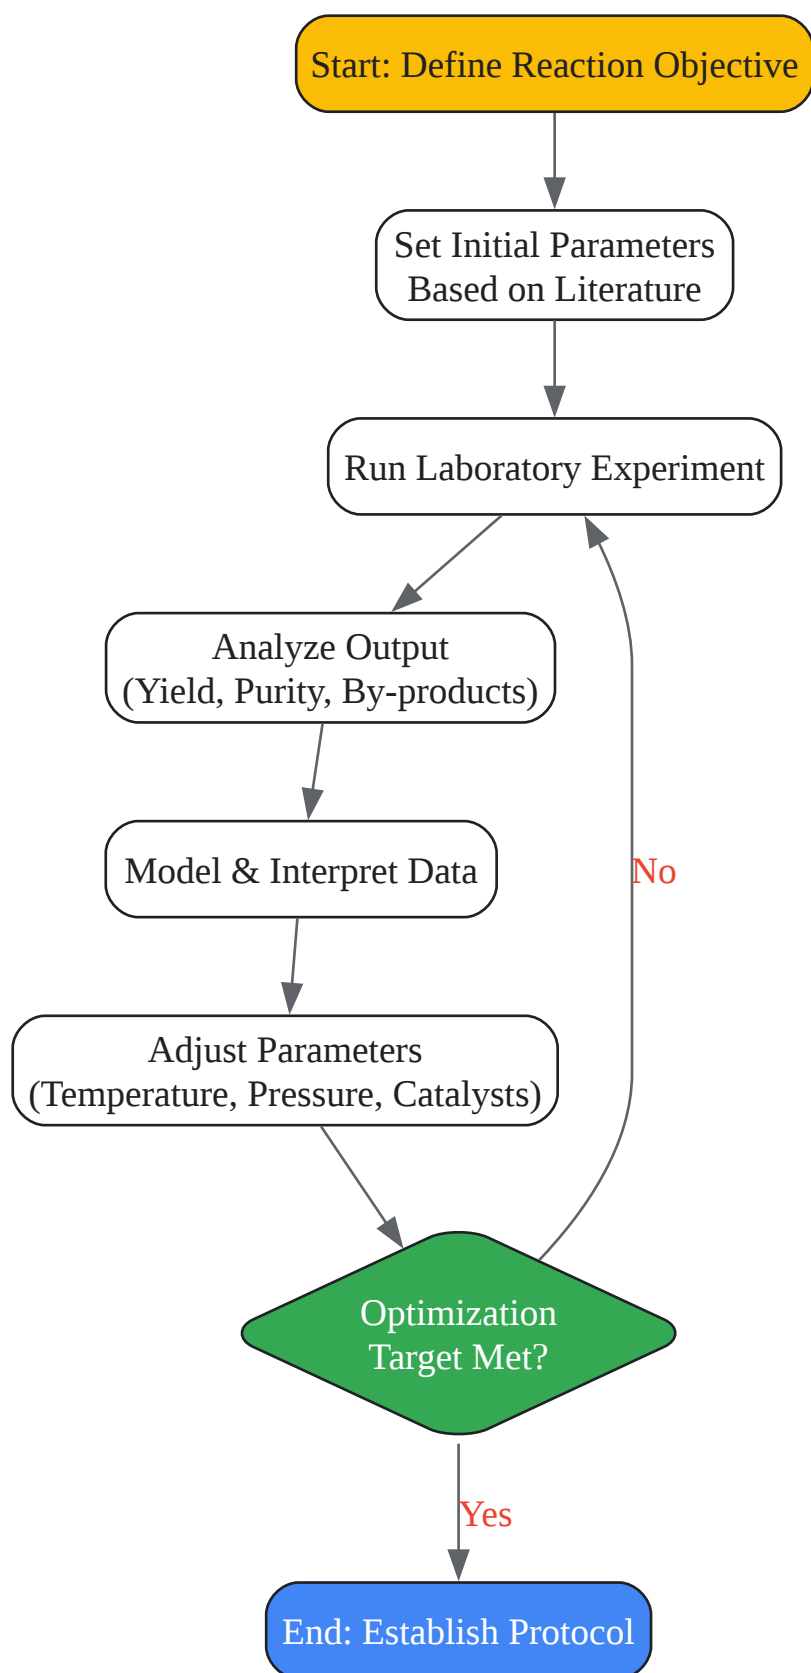 Start: Define Reaction Objective
Set Initial Parameters
Based on Literature
Run Laboratory Experiment
Analyze Output
(Yield, Purity, By-products)
Model & Interpret Data
No
Adjust Parameters
(Temperature, Pressure, Catalysts)
Optimization
Target Met?
Yes
End: Establish Protocol